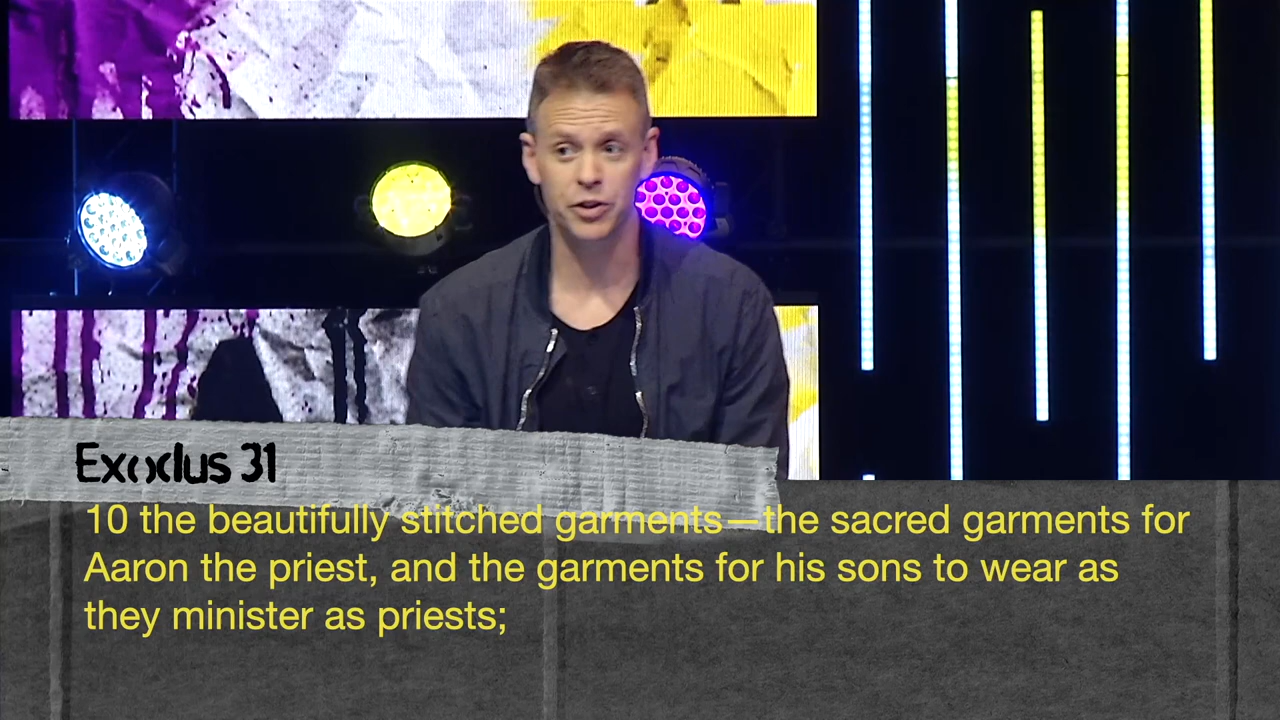 Exodus 31
10 the beautifully stitched garments—the sacred garments for
Aaron the priest, and the garments for his sons to wear as
they minister as priests;